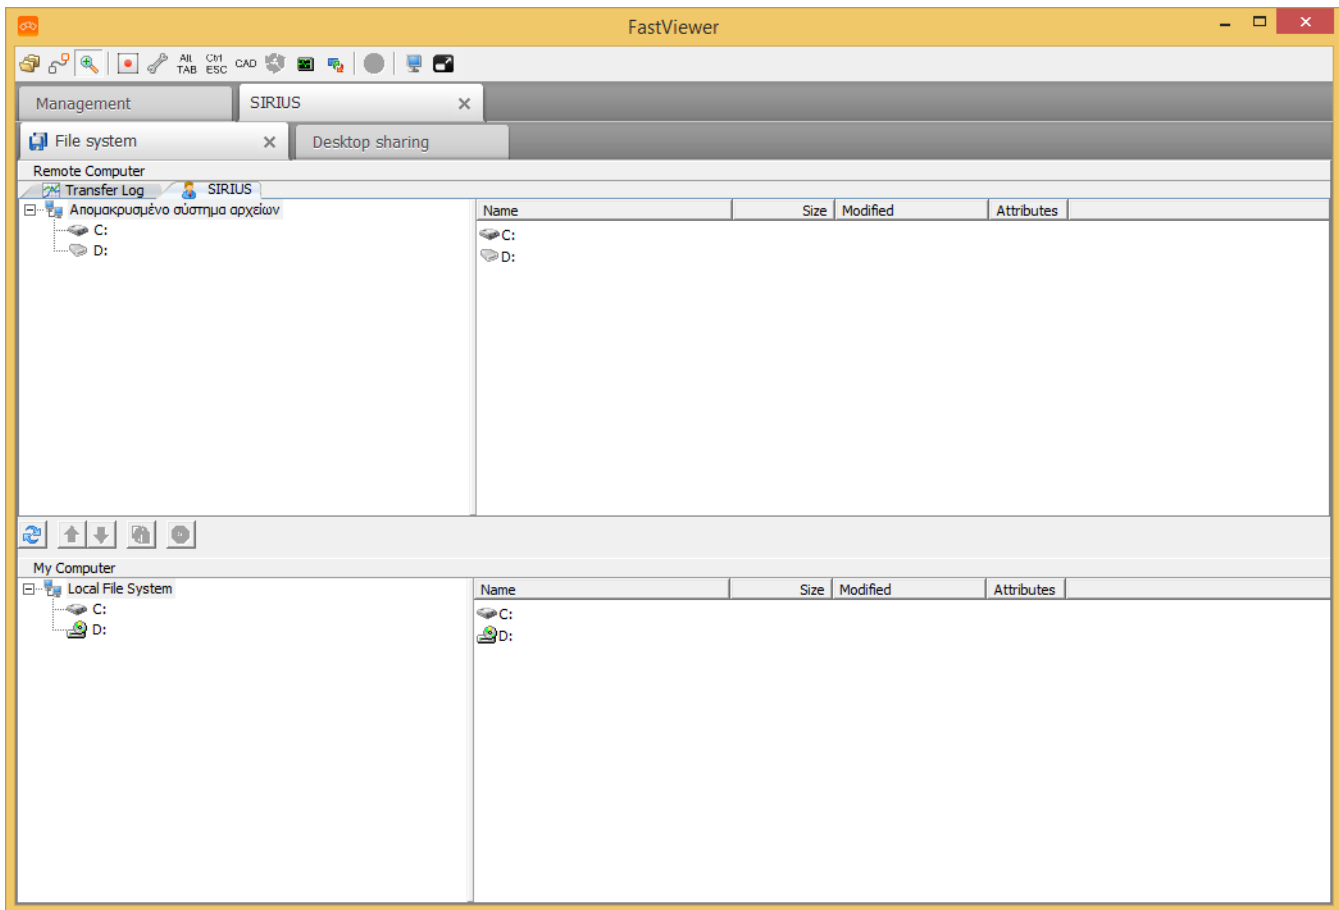 FastViewer
Alt TAB Ctrl ESC CAD
Management SIRIUS
File system Desktop sharing
Remote Computer
Transfer Log SIRIUS
Απομακρυσμένο σύστημα αρχείων
C:
D:
Name Size Modified Attributes
C:
D:
My Computer
Local File System
C:
D:
Name Size Modified Attributes
C:
D: